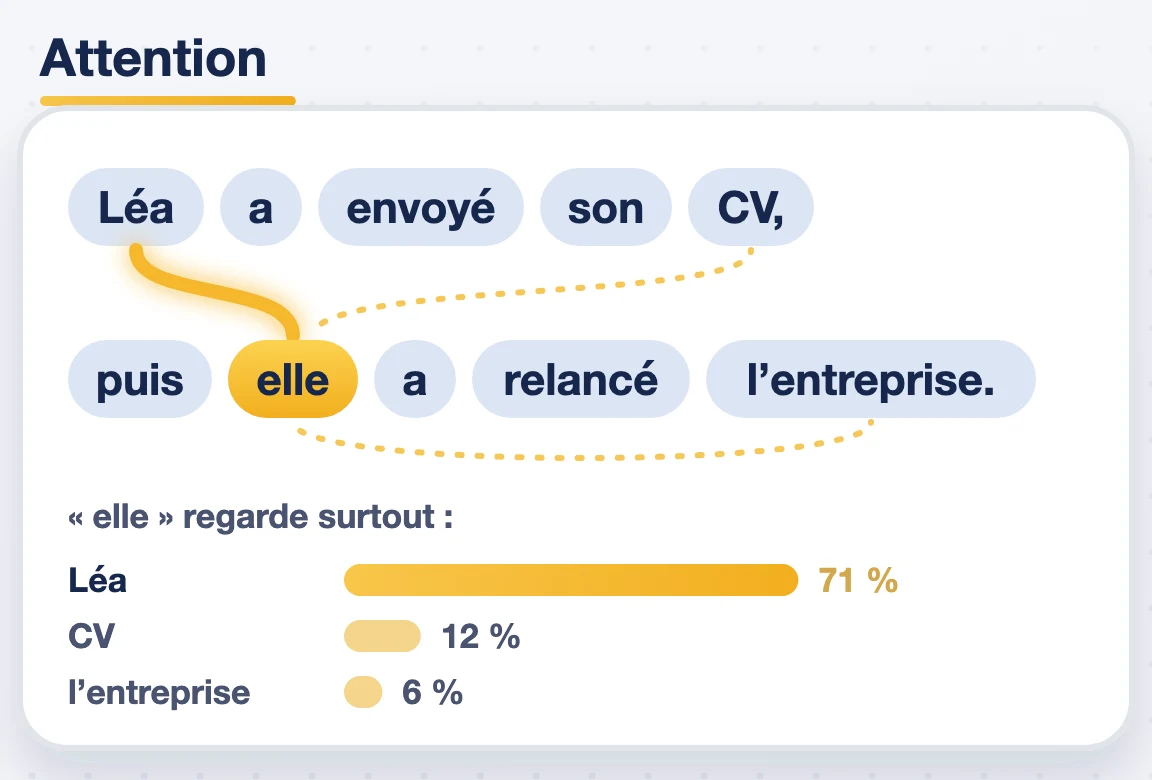 Attention
Léa a envoyé son CV,
puis elle a relancé l’entreprise.
« elle » regarde surtout :
Léa 71 %
CV 12 %
l’entreprise 6 %